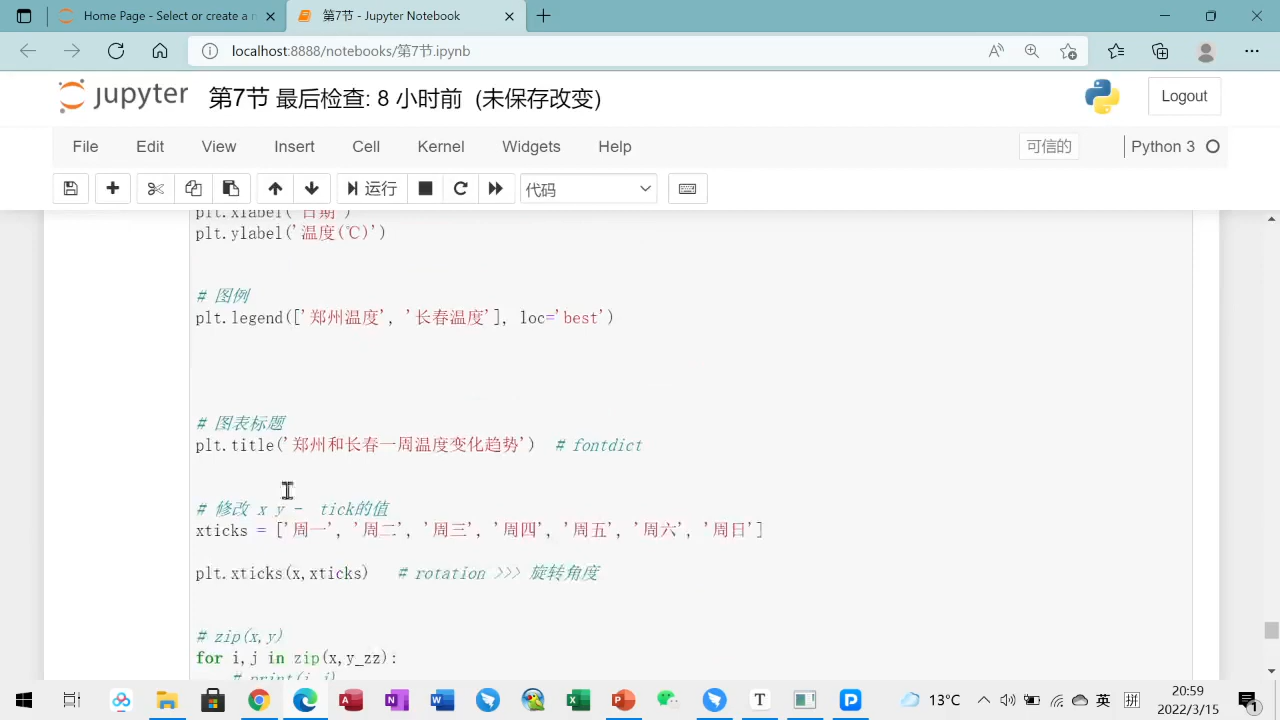 Home Page - Select or create a
第7节 - Jupyter Notebook
localhost:8888/notebooks/第7节.ipynb
jupyter 第7节 最后检查: 8 小时前 (未保存改变)
Logout
File Edit View Insert Cell Kernel Widgets Help 可信的 Python 3
运行 代码
plt.xlabel('日期')
plt.ylabel('温度(℃)')
# 图例
plt.legend(['郑州温度', '长春温度'], loc='best')
# 图表标题
plt.title('郑州和长春一周温度变化趋势') # fontdict
# 修改 x y - tick的值
xticks = ['周一', '周二', '周三', '周四', '周五', '周六', '周日']
plt.xticks(x,xticks) # rotation >>> 旋转角度
# zip(x,y)
for i,j in zip(x,y_zz):
# print(i,j)
13°C 英 拼 20:59
2022/3/15